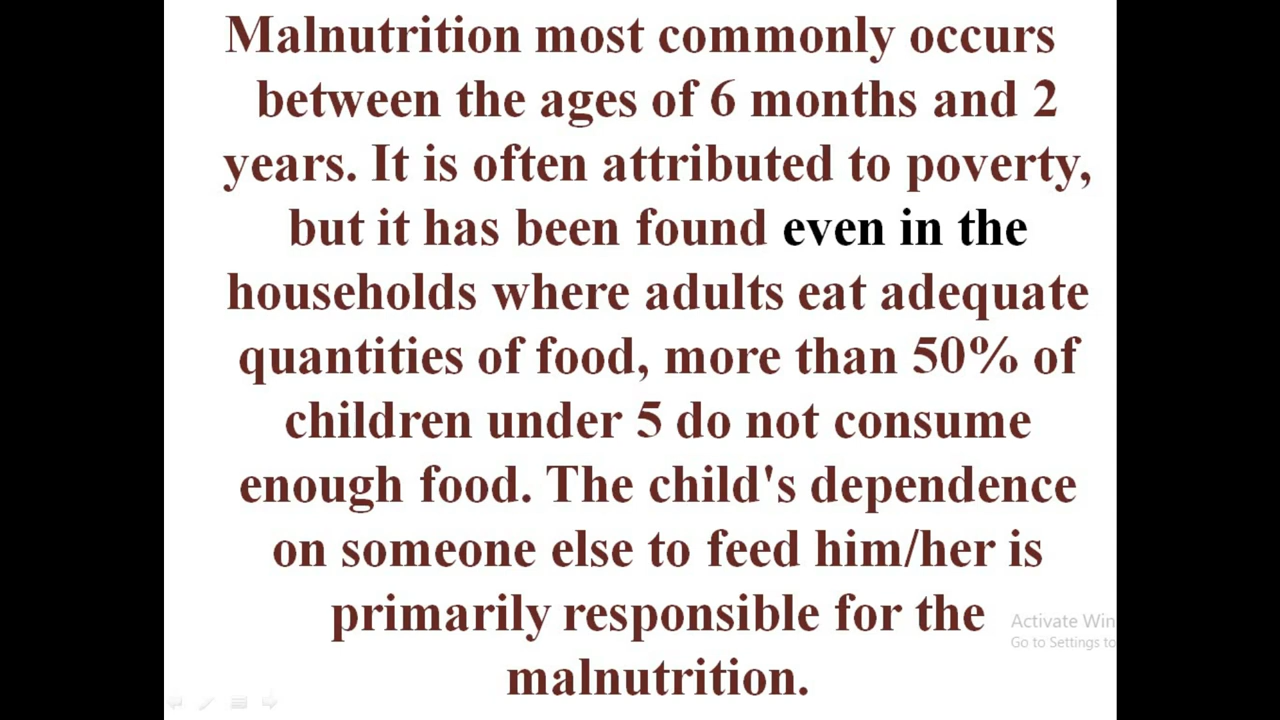 Malnutrition most commonly occurs
between the ages of 6 months and 2
years. It is often attributed to poverty,
but it has been found even in the
households where adults eat adequate
quantities of food, more than 50% of
children under 5 do not consume
enough food. The child's dependence
on someone else to feed him/her is
primarily responsible for the
malnutrition.
Activate Win
Go to Settings to